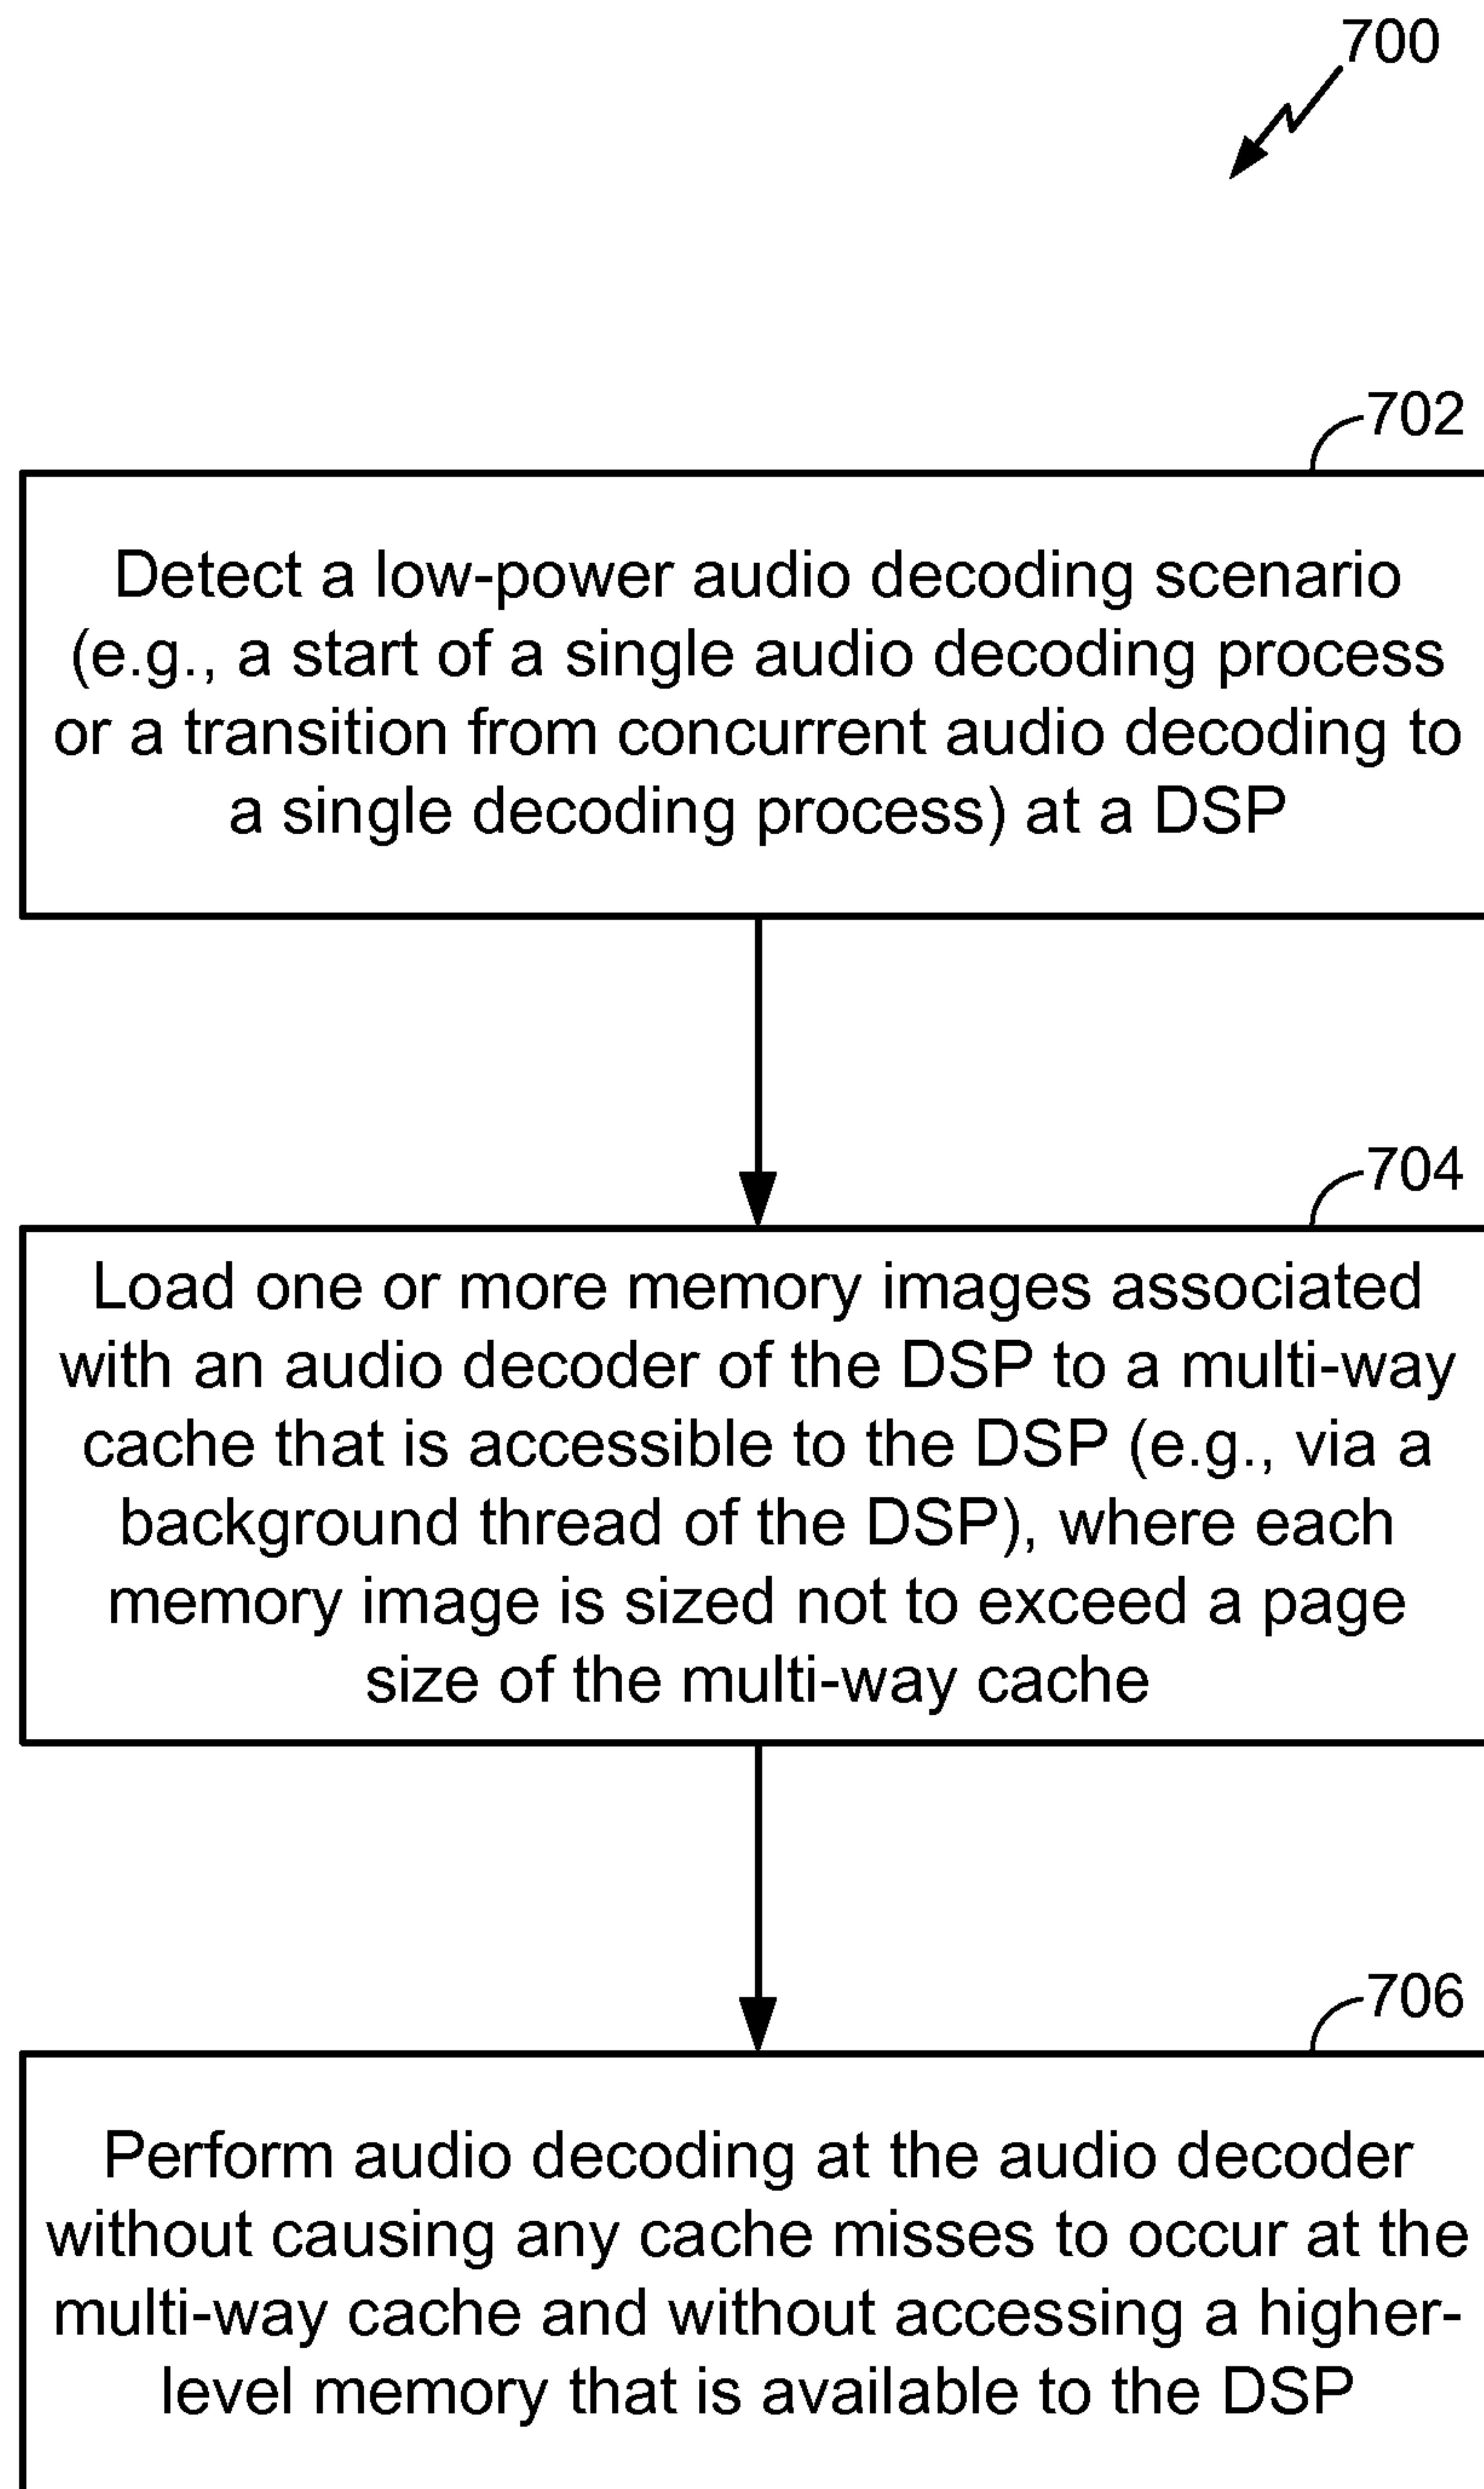 700
702
Detect a low-power audio decoding scenario
(e.g., a start of a single audio decoding process
or a transition from concurrent audio decoding to
a single decoding process) at a DSP
704
Load one or more memory images associated
with an audio decoder of the DSP to a multi-way
cache that is accessible to the DSP (e.g., via a
background thread of the DSP), where each
memory image is sized not to exceed a page
size of the multi-way cache
706
Perform audio decoding at the audio decoder
without causing any cache misses to occur at the
multi-way cache and without accessing a higher-
level memory that is available to the DSP